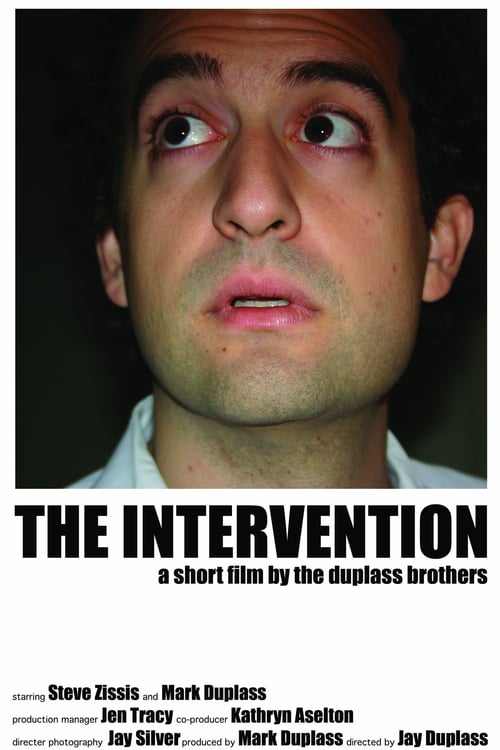 THE INTERVENTION
a short film by the duplass brothers
starring Steve Zissis and Mark Duplass
production manager Jen Tracy co-producer Kathryn Aselton
directer photography Jay Silver produced by Mark Duplass directed by Jay Duplass